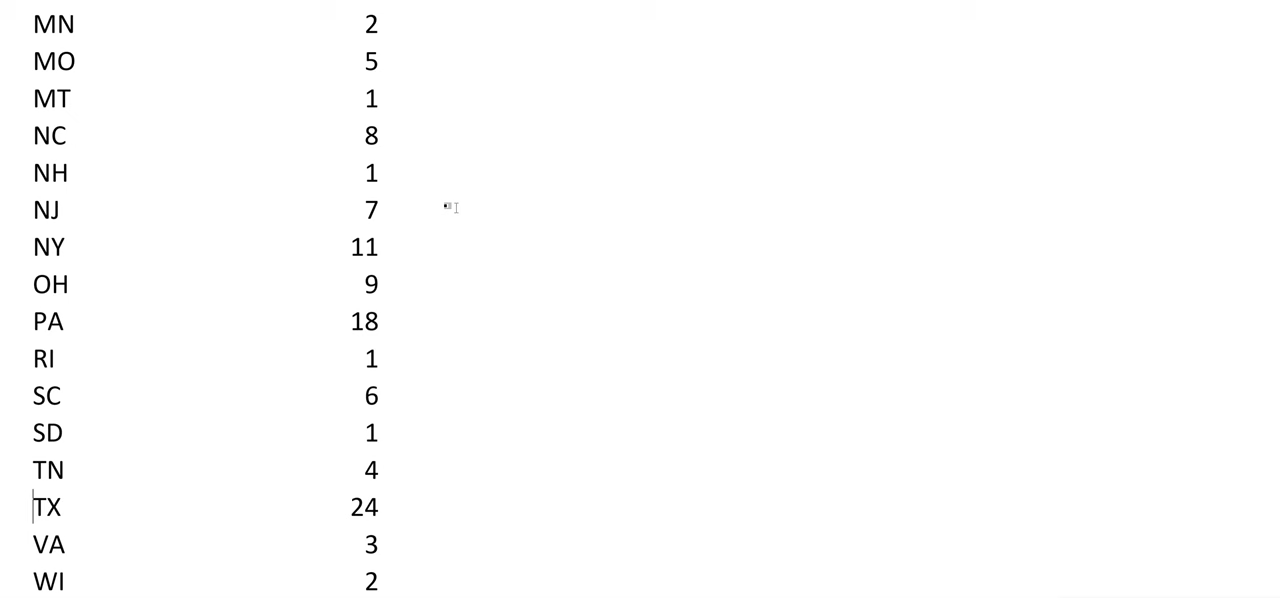 MN 2
MO 5
MT 1
NC 8
NH 1
NJ 7
NY 11
OH 9
PA 18
RI 1
SC 6
SD 1
TN 4
TX 24
VA 3
WI 2